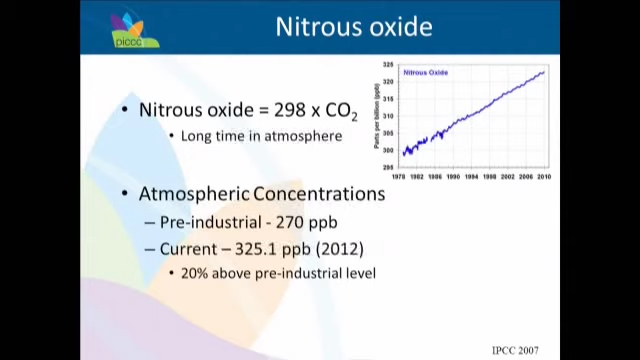 Nitrous oxide
piccc
• Nitrous oxide = 298 x CO₂
• Long time in atmosphere
• Atmospheric Concentrations
– Pre-industrial - 270 ppb
– Current – 325.1 ppb (2012)
• 20% above pre-industrial level
Nitrous Oxide
Parts per billion (ppb)
325
320
315
310
305
300
295
1978 1982 1986 1990 1994 1998 2002 2006 2010
IPCC 2007